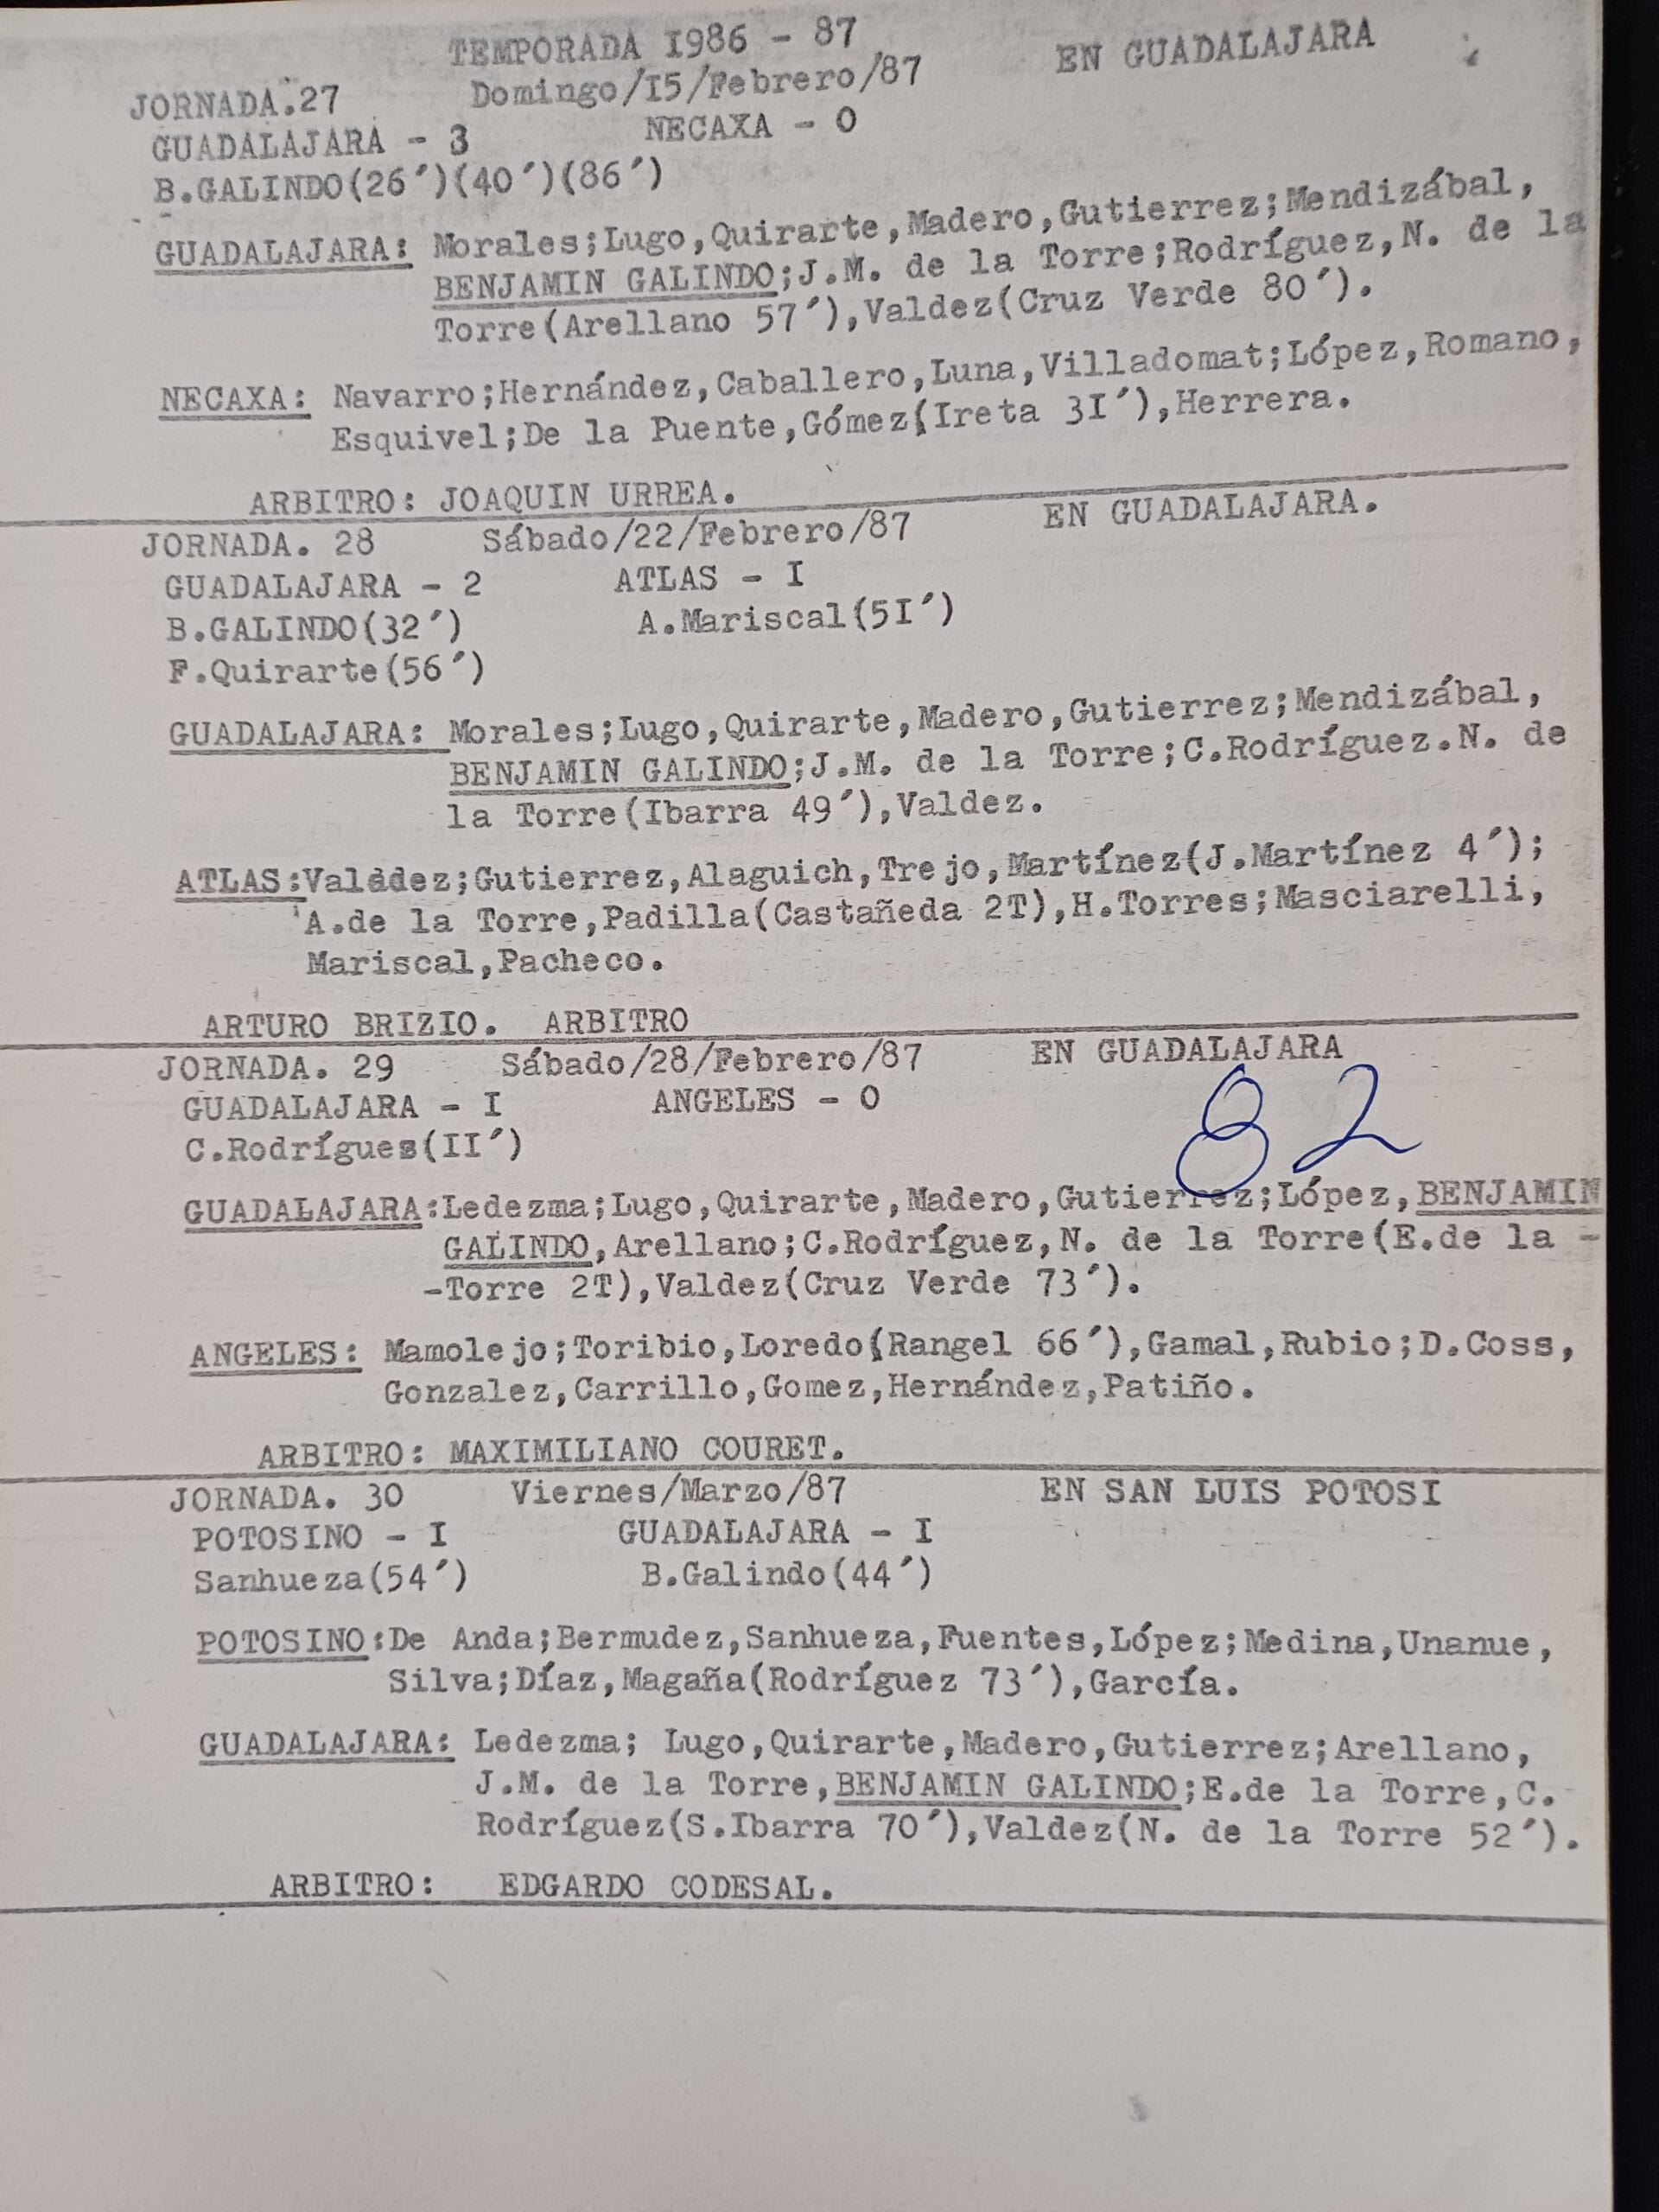 TEMPORADA I986 - 87 EN GUADALAJARA
JORNADA.27 Domingo/I5/Febrero/87
GUADALAJARA - 3 NECAXA - 0
B.GALINDO(26´)(40´)(86´)
GUADALAJARA: Morales;Lugo,Quirarte,Madero,Gutierrez;Mendizábal,
BENJAMIN GALINDO;J.M. de la Torre;Rodríguez,N. de la
Torre(Arellano 57´),Valdez(Cruz Verde 80´).
NECAXA: Navarro;Hernández,Caballero,Luna,Villadomat;López,Romano,
Esquivel;De la Puente,Gómez(Ireta 3I´),Herrera.
ARBITRO: JOAQUIN URREA.
JORNADA. 28 Sábado/22/Febrero/87 EN GUADALAJARA.
GUADALAJARA - 2 ATLAS - I
B.GALINDO(32´) A.Mariscal(5I´)
F.Quirarte(56´)
GUADALAJARA: Morales;Lugo,Quirarte,Madero,Gutierrez;Mendizábal,
BENJAMIN GALINDO;J.M. de la Torre;C.Rodríguez.N. de
la Torre(Ibarra 49´),Valdez.
ATLAS:Valádez;Gutierrez,Alaguich,Trejo,Martínez(J.Martínez 4´);
A.de la Torre,Padilla(Castañeda 2T),H.Torres;Masciarelli,
Mariscal,Pacheco.
ARTURO BRIZIO. ARBITRO
JORNADA. 29 Sábado/28/Febrero/87 EN GUADALAJARA
GUADALAJARA - I ANGELES - 0
C.Rodrígues(II´)
82
GUADALAJARA:Ledezma;Lugo,Quirarte,Madero,Gutierrez;López,BENJAMIN
GALINDO,Arellano;C.Rodríguez,N. de la Torre(E.de la -
-Torre 2T),Valdez(Cruz Verde 73´).
ANGELES: Mamolejo;Toribio,Loredo(Rangel 66´),Gamal,Rubio;D.Coss,
Gonzalez,Carrillo,Gomez,Hernández,Patiño.
ARBITRO: MAXIMILIANO COURET.
JORNADA. 30 Viernes/Marzo/87 EN SAN LUIS POTOSI
POTOSINO - I GUADALAJARA - I
Sanhueza(54´) B.Galindo(44´)
POTOSINO:De Anda;Bermudez,Sanhueza,Fuentes,López;Medina,Unanue,
Silva;Díaz,Magaña(Rodríguez 73´),García.
GUADALAJARA: Ledezma; Lugo,Quirarte,Madero,Gutierrez;Arellano,
J.M. de la Torre,BENJAMIN GALINDO;E.de la Torre,C.
Rodríguez(S.Ibarra 70´),Valdez(N. de la Torre 52´).
ARBITRO: EDGARDO CODESAL.